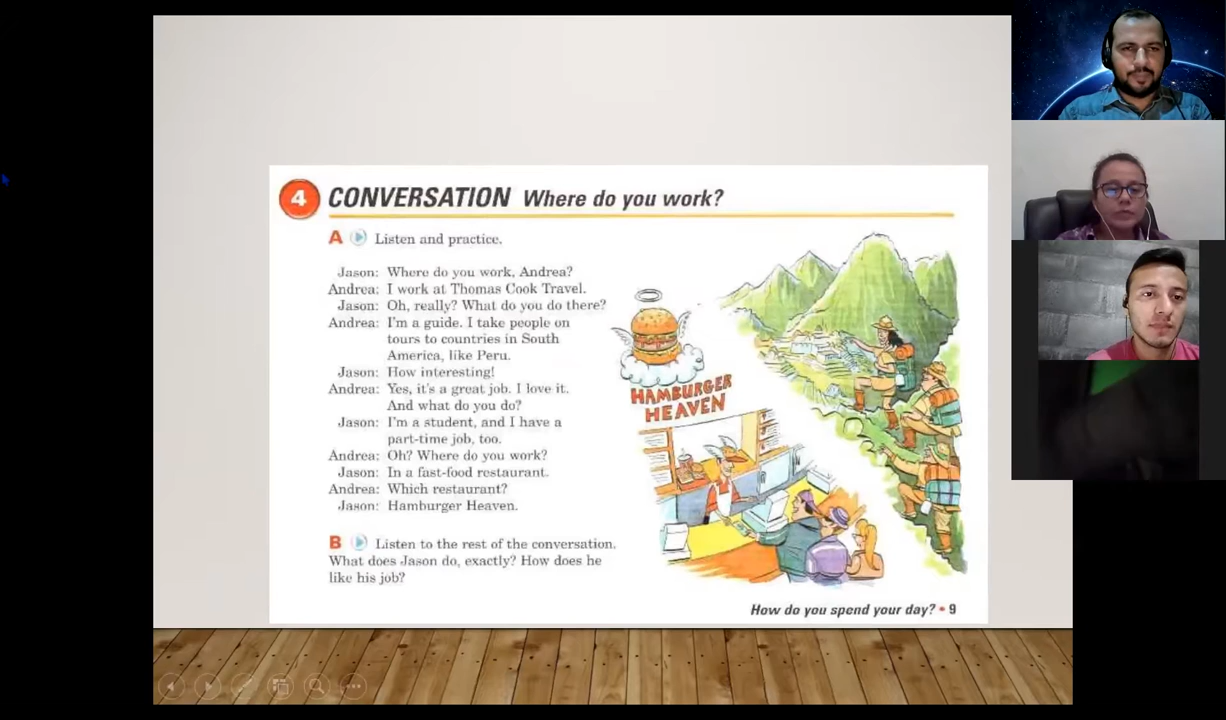 4 CONVERSATION Where do you work?
A Listen and practice.
Jason: Where do you work, Andrea?
Andrea: I work at Thomas Cook Travel.
Jason: Oh, really? What do you do there?
Andrea: I'm a guide. I take people on
tours to countries in South
America, like Peru.
Jason: How interesting!
Andrea: Yes, it's a great job. I love it.
And what do you do?
Jason: I'm a student, and I have a
part-time job, too.
Andrea: Oh? Where do you work?
Jason: In a fast-food restaurant.
Andrea: Which restaurant?
Jason: Hamburger Heaven.
HAMBURGER
HEAVEN
B Listen to the rest of the conversation.
What does Jason do, exactly? How does he
like his job?
How do you spend your day? • 9